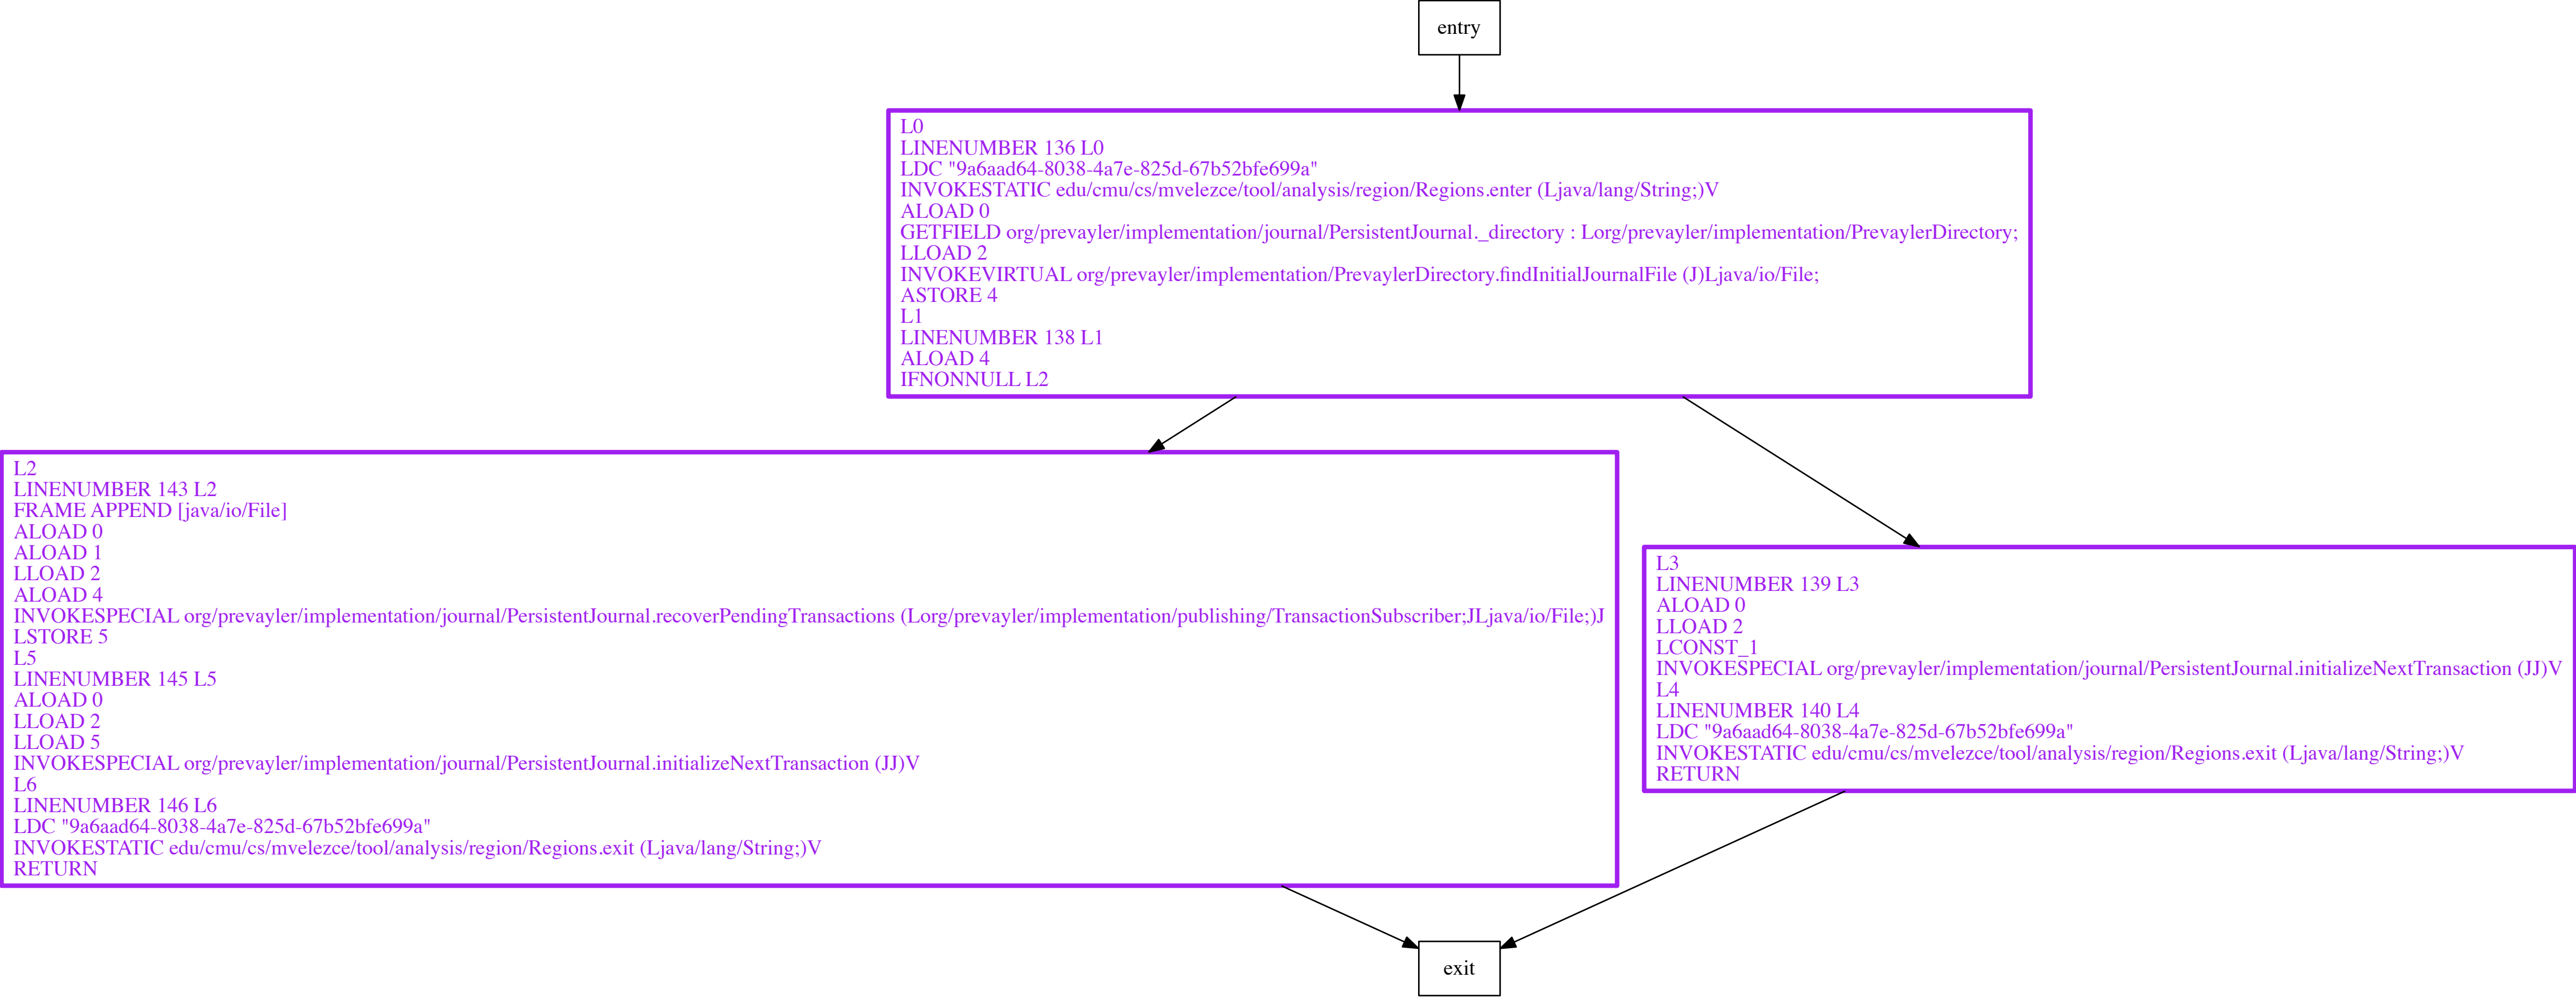 entry
L0
LINENUMBER 136 L0
LDC "9a6aad64-8038-4a7e-825d-67b52bfe699a"
INVOKESTATIC edu/cmu/cs/mvelezce/tool/analysis/region/Regions.enter (Ljava/lang/String;)V
ALOAD 0
GETFIELD org/prevayler/implementation/journal/PersistentJournal._directory : Lorg/prevayler/implementation/PrevaylerDirectory;
LLOAD 2
INVOKEVIRTUAL org/prevayler/implementation/PrevaylerDirectory.findInitialJournalFile (J)Ljava/io/File;
ASTORE 4
L1
LINENUMBER 138 L1
ALOAD 4
IFNONNULL L2
L2
LINENUMBER 143 L2
FRAME APPEND [java/io/File]
ALOAD 0
ALOAD 1
LLOAD 2
ALOAD 4
INVOKESPECIAL org/prevayler/implementation/journal/PersistentJournal.recoverPendingTransactions (Lorg/prevayler/implementation/publishing/TransactionSubscriber;JLjava/io/File;)J
LSTORE 5
L5
LINENUMBER 145 L5
ALOAD 0
LLOAD 2
LLOAD 5
INVOKESPECIAL org/prevayler/implementation/journal/PersistentJournal.initializeNextTransaction (JJ)V
L6
LINENUMBER 146 L6
LDC "9a6aad64-8038-4a7e-825d-67b52bfe699a"
INVOKESTATIC edu/cmu/cs/mvelezce/tool/analysis/region/Regions.exit (Ljava/lang/String;)V
RETURN
L3
LINENUMBER 139 L3
ALOAD 0
LLOAD 2
LCONST_1
INVOKESPECIAL org/prevayler/implementation/journal/PersistentJournal.initializeNextTransaction (JJ)V
L4
LINENUMBER 140 L4
LDC "9a6aad64-8038-4a7e-825d-67b52bfe699a"
INVOKESTATIC edu/cmu/cs/mvelezce/tool/analysis/region/Regions.exit (Ljava/lang/String;)V
RETURN
exit